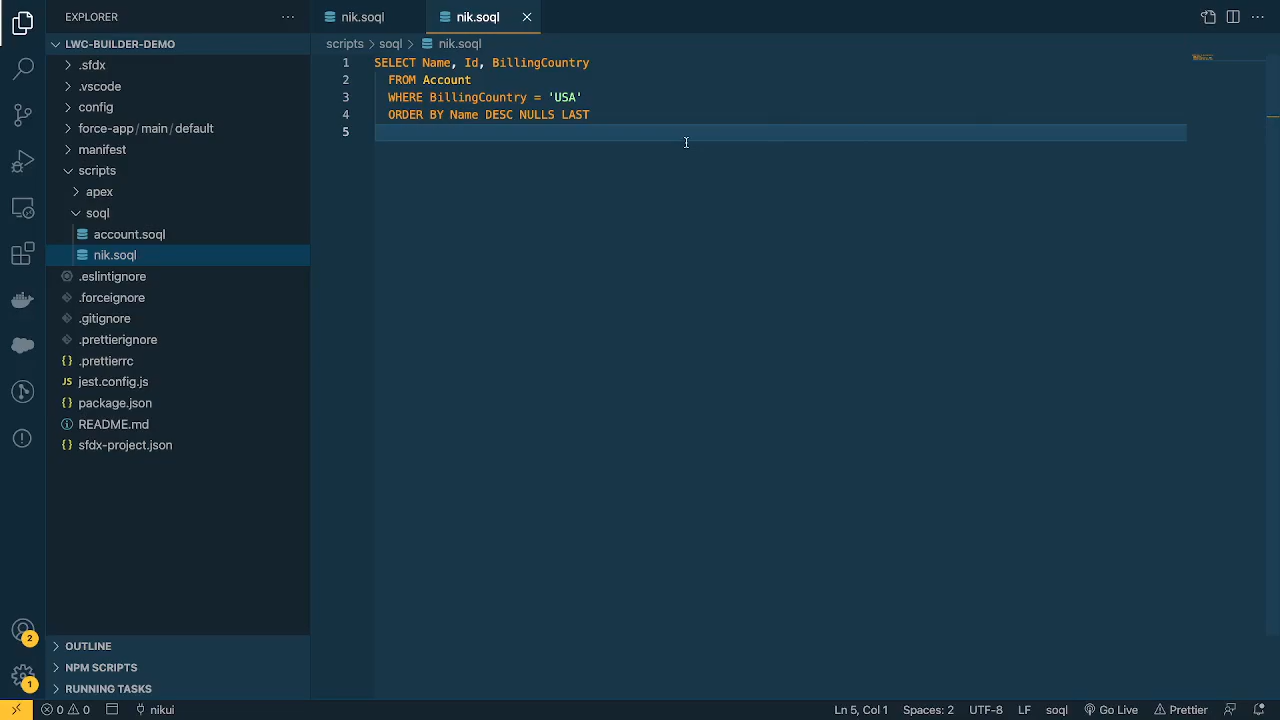 EXPLORER
LWC-BUILDER-DEMO
.sfdx
.vscode
config
force-app/main/default
manifest
scripts
apex
soql
account.soql
nik.soql
.eslintignore
.forceignore
.gitignore
.prettierignore
{} .prettierrc
JS jest.config.js
{} package.json
README.md
{} sfdx-project.json
OUTLINE
NPM SCRIPTS
RUNNING TASKS
2
1
nik.soql
nik.soql
scripts > soql > nik.soql
1 SELECT Name, Id, BillingCountry
2 FROM Account
3 WHERE BillingCountry = 'USA'
4 ORDER BY Name DESC NULLS LAST
5
0 0 nikui Ln 5, Col 1 Spaces: 2 UTF-8 LF soql Go Live Prettier